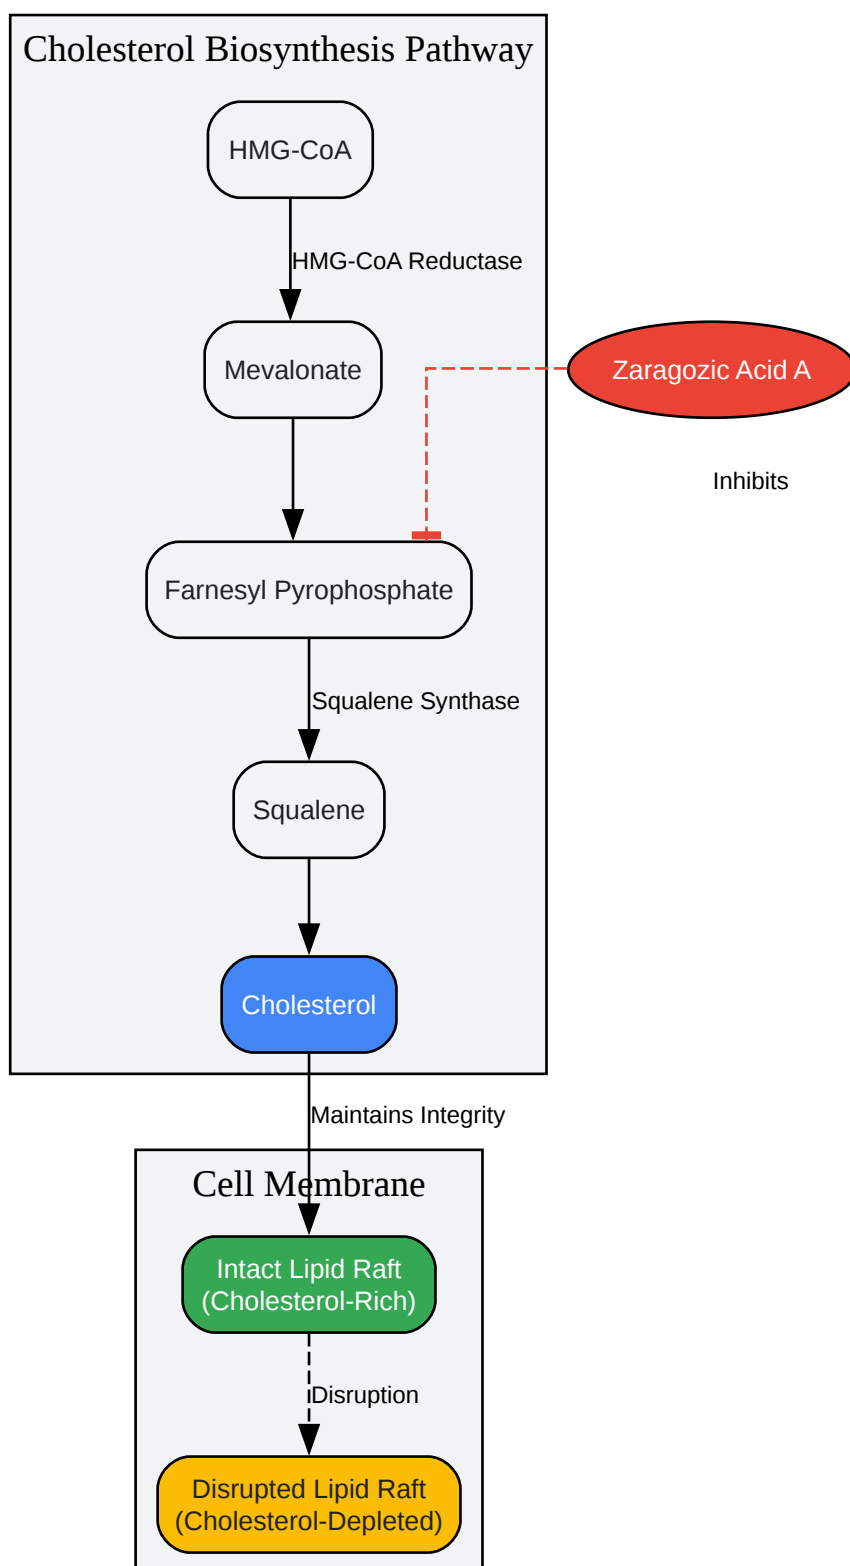 Cholesterol Biosynthesis Pathway
HMG-CoA
HMG-CoA Reductase
Mevalonate
Zaragozic Acid A
Inhibits
Farnesyl Pyrophosphate
Squalene Synthase
Squalene
Cholesterol
Maintains Integrity
Cell Membrane
Intact Lipid Raft
(Cholesterol-Rich)
Disruption
Disrupted Lipid Raft
(Cholesterol-Depleted)